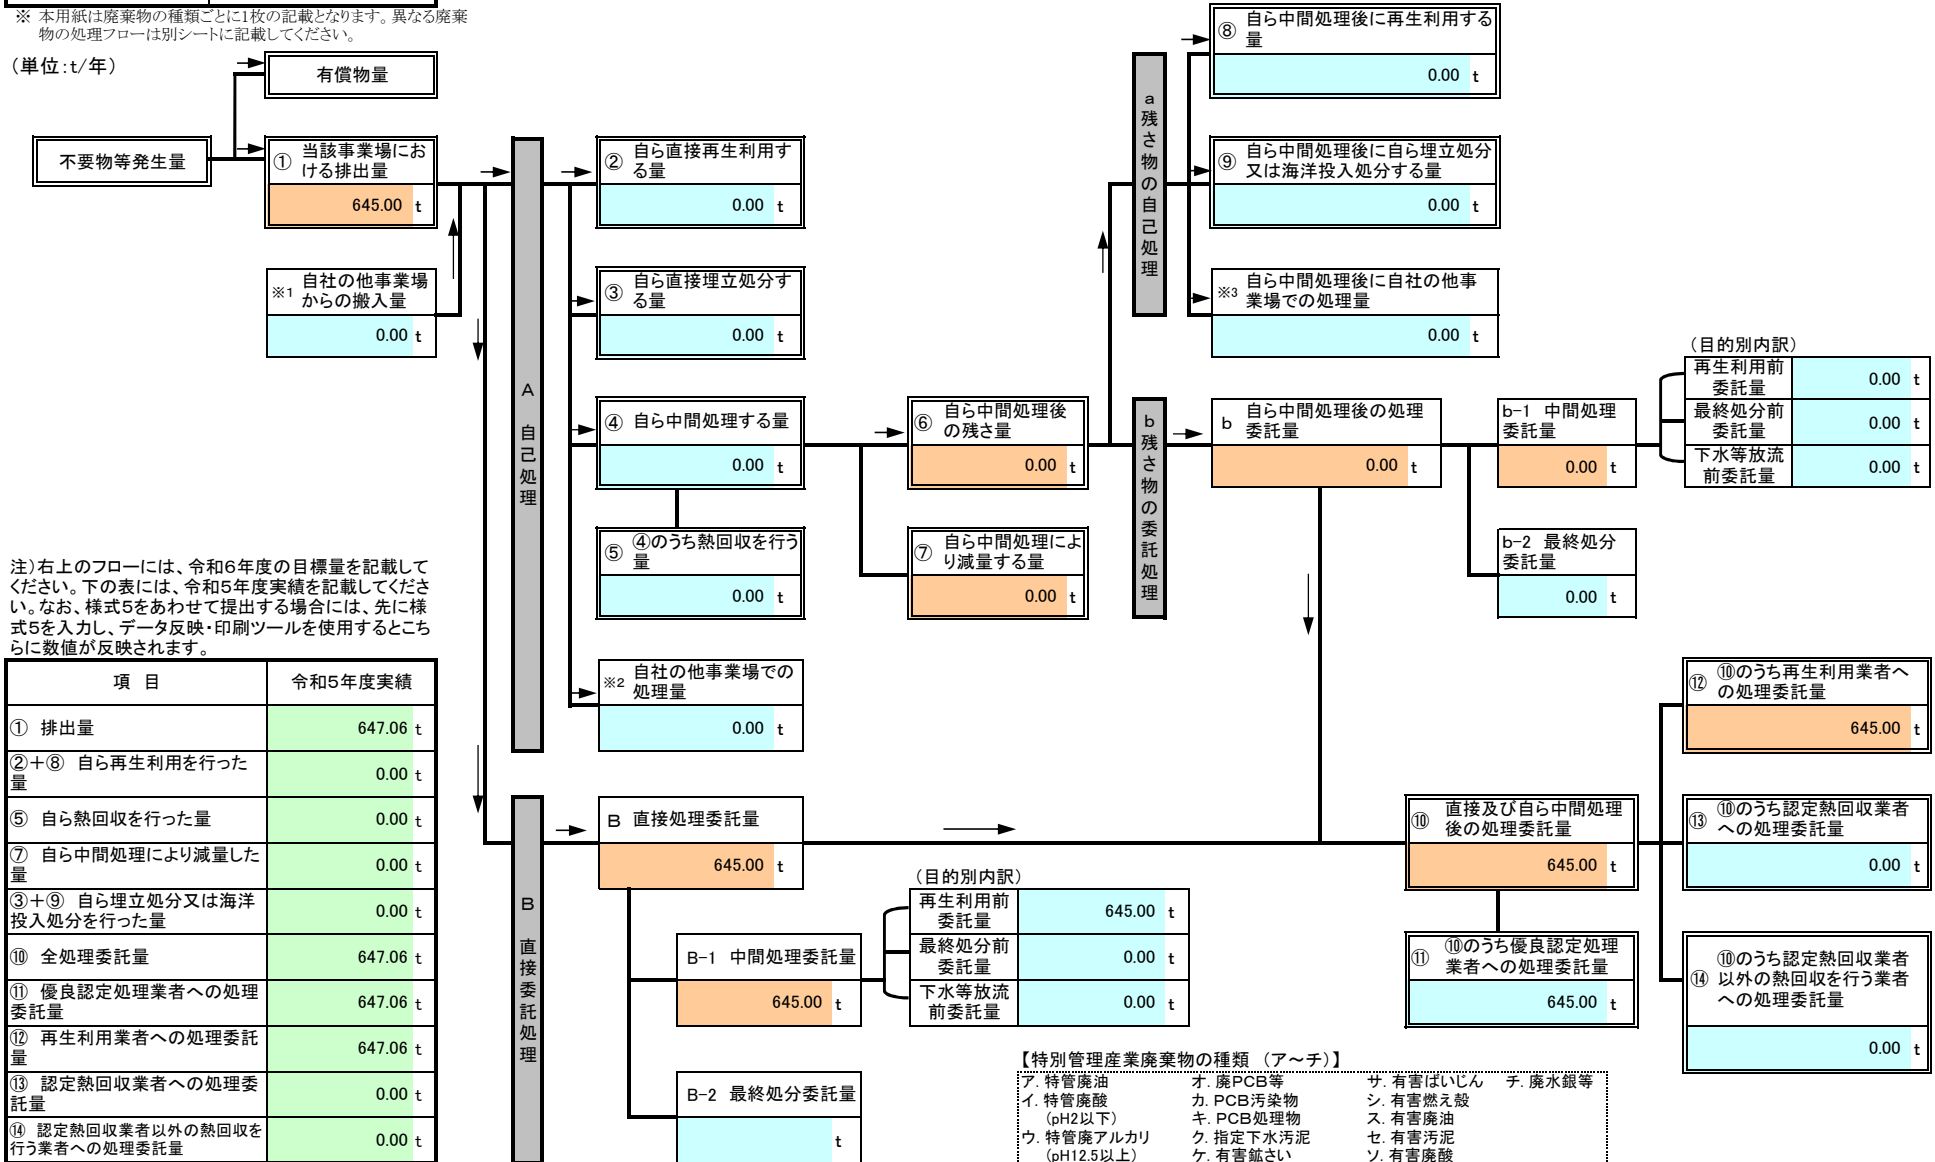 ※ 本用紙は廃棄物の種類ごとに1枚の記載となります。異なる廃棄
物の処理フローは別シートに記載してください。
（単位:t/年）
有償物量
不要物等発生量
① 当該事業場にお
ける排出量
645.00 t
※1 自社の他事業場
からの搬入量
0.00 t
A 自己処理
② 自ら直接再生利用す
る量
0.00 t
③ 自ら直接埋立処分す
る量
0.00 t
④ 自ら中間処理する量
0.00 t
⑤ ④のうち熱回収を行う
量
0.00 t
※2 自社の他事業場での
処理量
0.00 t
⑥ 自ら中間処理後
の残さ量
0.00 t
⑦ 自ら中間処理によ
り減量する量
0.00 t
a残さ物の自己処理
⑧ 自ら中間処理後に再生利用する
量
0.00 t
⑨ 自ら中間処理後に自ら埋立処分
又は海洋投入処分する量
0.00 t
※3 自ら中間処理後に自社の他事
業場での処理量
0.00 t
b残さ物の委託処理
b 自ら中間処理後の処理
委託量
0.00 t
b-1 中間処理
委託量
0.00 t
b-2 最終処分
委託量
0.00 t
（目的別内訳）
再生利用前
委託量
0.00 t
最終処分前
委託量
0.00 t
下水等放流
前委託量
0.00 t
注）右上のフローには、令和6年度の目標量を記載して
ください。下の表には、令和5年度実績を記載してくださ
い。なお、様式5をあわせて提出する場合には、先に様
式5を入力し、データ反映・印刷ツールを使用するとこち
らに数値が反映されます。
項 目 令和5年度実績
① 排出量 647.06 t
②＋⑧ 自ら再生利用を行った
量 0.00 t
⑤ 自ら熱回収を行った量 0.00 t
⑦ 自ら中間処理により減量した
量 0.00 t
③＋⑨ 自ら埋立処分又は海洋
投入処分を行った量 0.00 t
⑩ 全処理委託量 647.06 t
⑪ 優良認定処理業者への処理
委託量 647.06 t
⑫ 再生利用業者への処理委託
量 647.06 t
⑬ 認定熱回収業者への処理委
託量 0.00 t
⑭ 認定熱回収業者以外の熱回収を
行う業者への処理委託量 0.00 t
B 直接委託処理
B 直接処理委託量
645.00 t
B-1 中間処理委託量
645.00 t
B-2 最終処分委託量
t
（目的別内訳）
再生利用前
委託量
645.00 t
最終処分前
委託量
0.00 t
下水等放流
前委託量
0.00 t
⑩ 直接及び自ら中間処理
後の処理委託量
645.00 t
⑪ ⑩のうち優良認定処理
業者への処理委託量
645.00 t
⑫ ⑩のうち再生利用業者へ
の処理委託量
645.00 t
⑬ ⑩のうち認定熱回収業者
への処理委託量
0.00 t
⑭ ⑩のうち認定熱回収業者
以外の熱回収を行う業者
への処理委託量
0.00 t
【特別管理産業廃棄物の種類 （ア～チ）】
ア. 特管廃油 オ. 廃PCB等 サ. 有害ばいじん チ. 廃水銀等
イ. 特管廃酸 カ. PCB汚染物 シ. 有害燃え殻
(pH2以下) キ. PCB処理物 ス. 有害廃油
ウ. 特管廃アルカリ ク. 指定下水汚泥 セ. 有害汚泥
(pH12.5以上) ケ. 有害鉱さい ソ. 有害廃酸